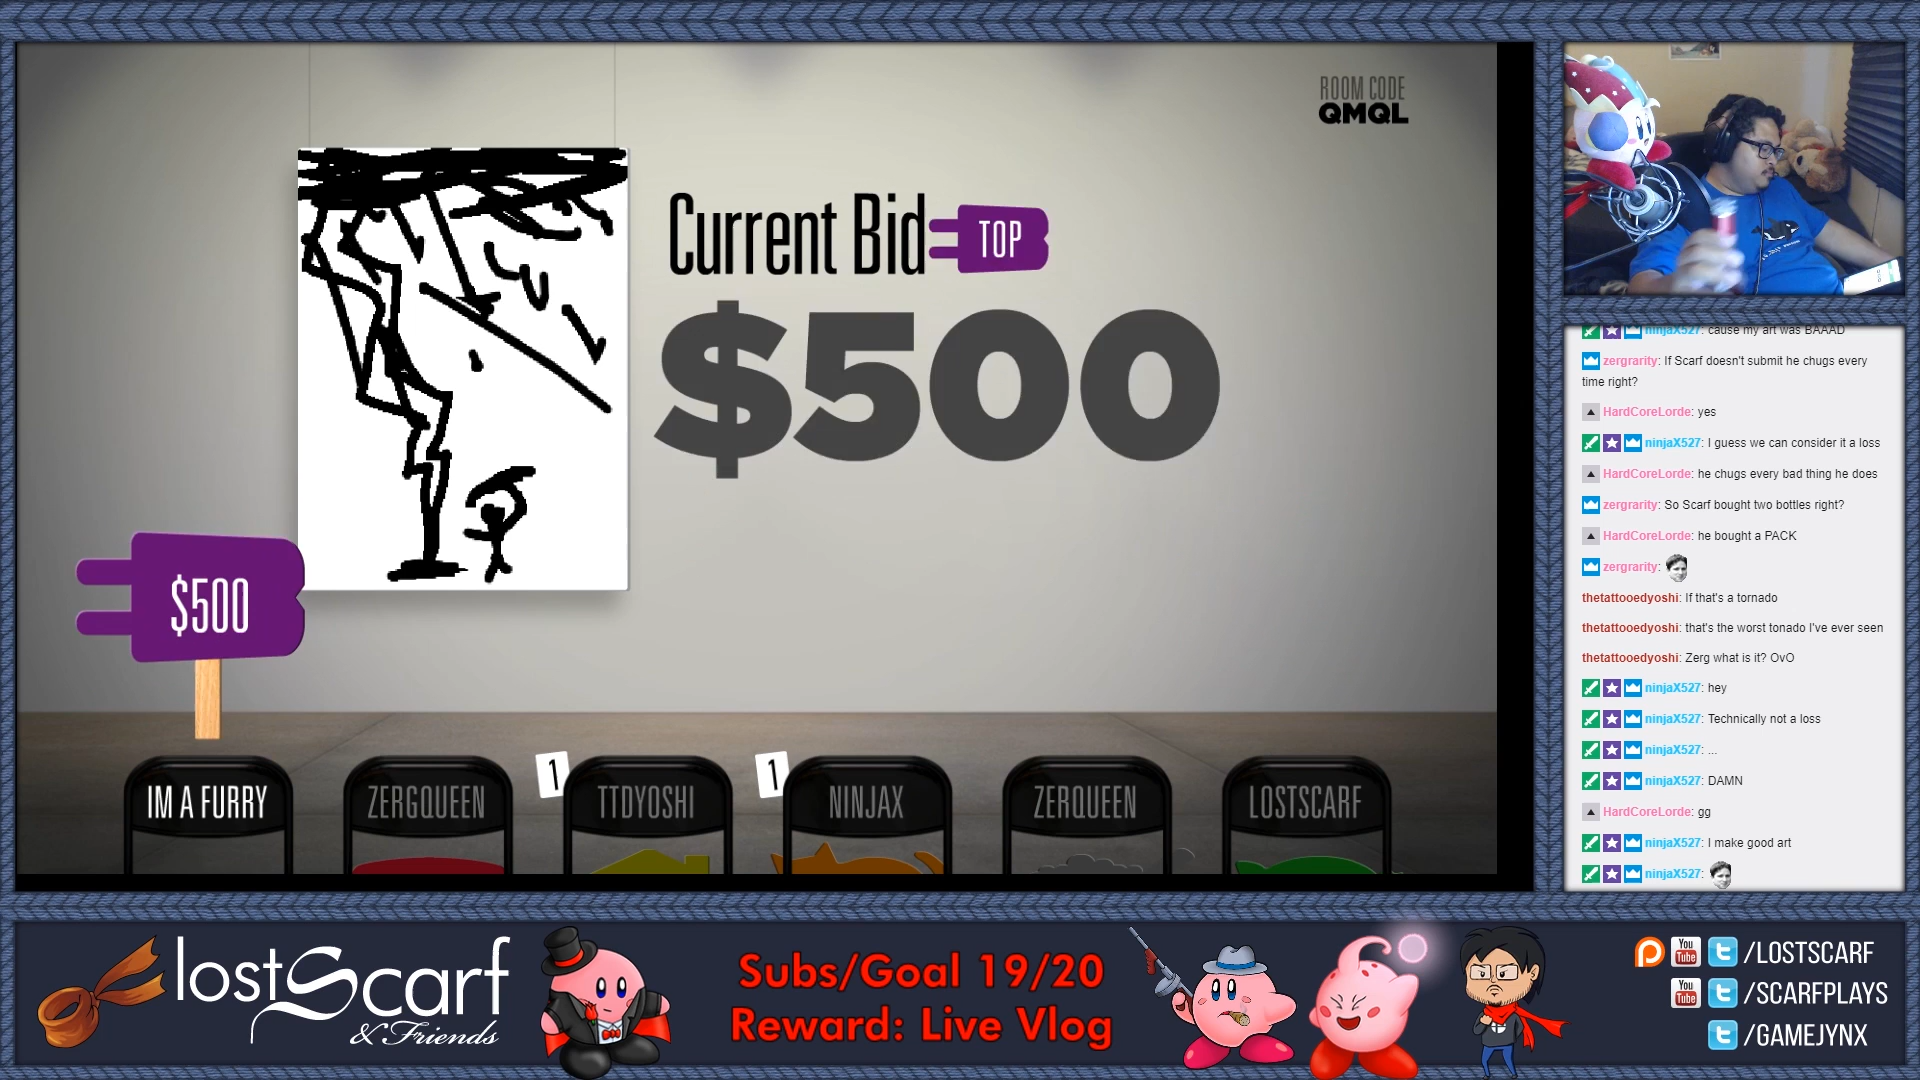 ROOM CODE
QMQL
Current Bid TOP
$500
$500
IM A FURRY
ZERGQUEEN
1
TTDYOSHI
1
NINJAX
ZERQUEEN
LOSTSCARF
ninjaX527: cause my art was BAAAD
zergrarity: If Scarf doesn't submit he chugs every
time right?
HardCoreLorde: yes
ninjaX527: I guess we can consider it a loss
HardCoreLorde: he chugs every bad thing he does
zergrarity: So Scarf bought two bottles right?
HardCoreLorde: he bought a PACK
zergrarity:
thetattooedyoshi: If that's a tornado
thetattooedyoshi: that's the worst tonado I've ever seen
thetattooedyoshi: Zerg what is it? OvO
ninjaX527: hey
ninjaX527: Technically not a loss
ninjaX527: ...
ninjaX527: DAMN
HardCoreLorde: gg
ninjaX527: I make good art
ninjaX527:
lostScarf
& Friends
Subs/Goal 19/20
Reward: Live Vlog
You Tube /LOSTSCARF
You Tube /SCARFPLAYS
/GAMEJYNX